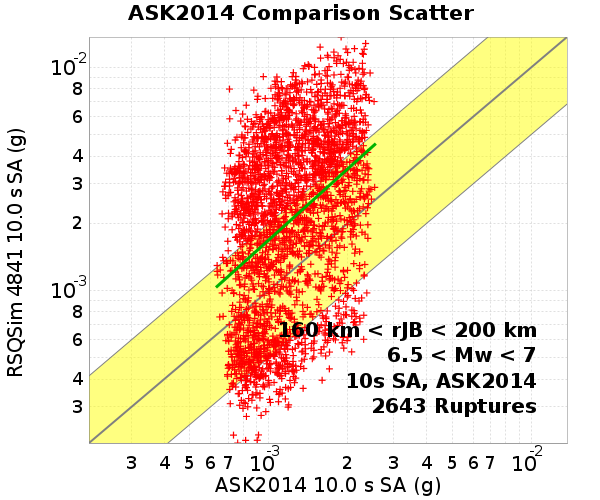 ASK2014 Comparison Scatter
RSQSim 4841 10.0 s SA (g)
10-2
8
6
4
3
2
10-3
8
6
4
3
160 km < rJB < 200 km
6.5 < Mw < 7
10s SA, ASK2014
2643 Ruptures
3 4 5 6 7 10-3 2 3 4 5 6 7 10-2
ASK2014 10.0 s SA (g)